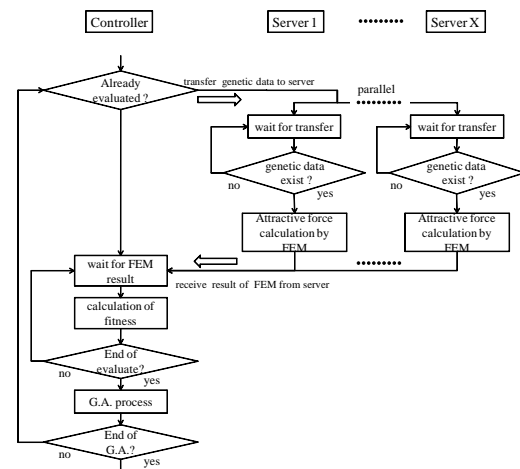 Controller
Server 1
Server X
Already
evaluated ?
transfer genetic data to server
parallel
wait for transfer
wait for transfer
genetic data
exist ?
no
yes
genetic data
exist ?
no
yes
Attractive force
calculation by
FEM
Attractive force
calculation by
FEM
wait for FEM
result
receive result of FEM from server
calculation of
fitness
End of
evaluate?
no
yes
G.A. process
End of
G.A.?
no
yes